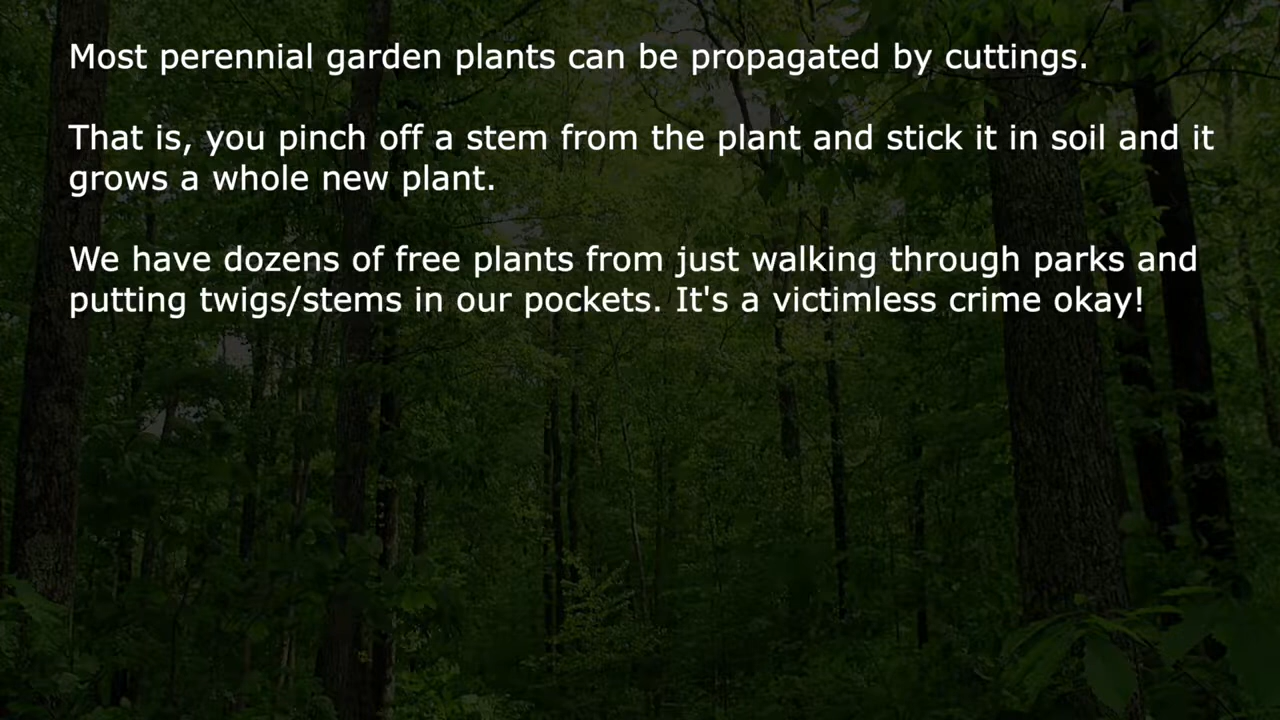 Most perennial garden plants can be propagated by cuttings.
That is, you pinch off a stem from the plant and stick it in soil and it
grows a whole new plant.
We have dozens of free plants from just walking through parks and
putting twigs/stems in our pockets. It's a victimless crime okay!